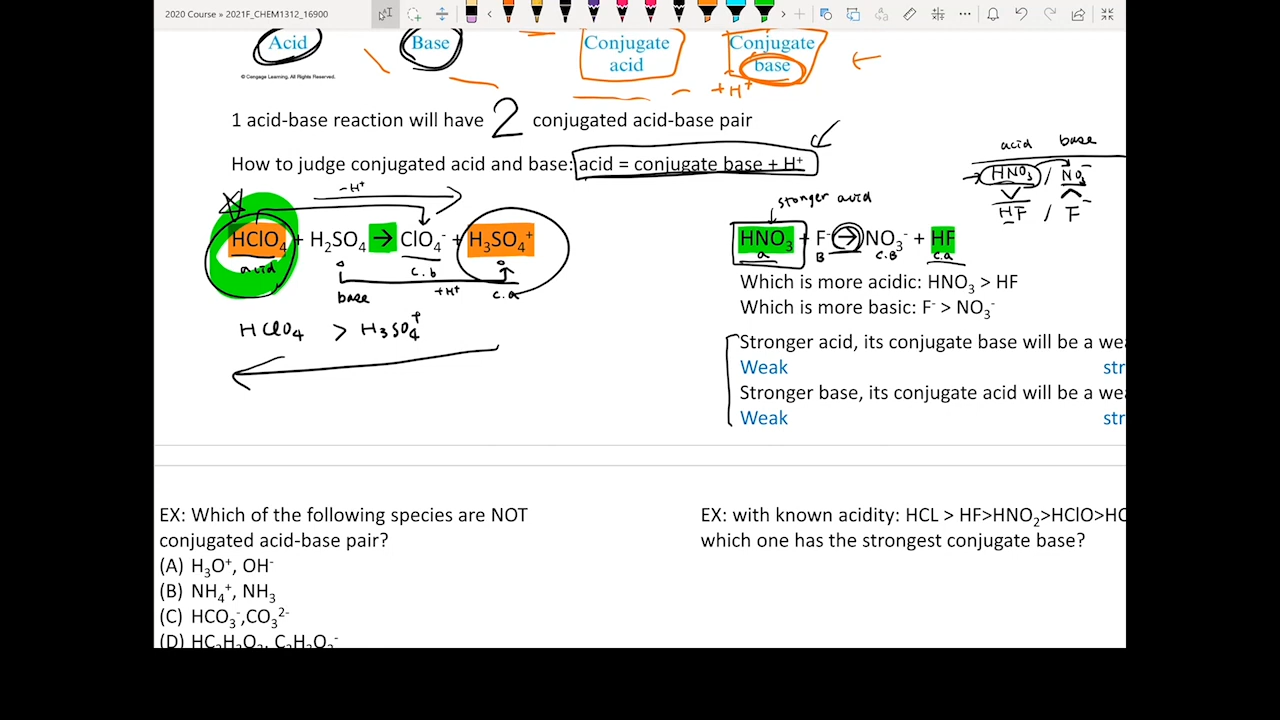 2020 Course » 2021F_CHEM1312_16900
Acid Base Conjugate acid Conjugate base
+H⁺
© Cengage Learning. All Rights Reserved.
1 acid-base reaction will have 2 conjugated acid-base pair
How to judge conjugated acid and base: acid = conjugate base + H⁺
acid base
HNO₃ / NO₃⁻
HF / F⁻
-H⁺
HClO₄ + H₂SO₄ → ClO₄⁻ + H₃SO₄⁺
acid c.b
base +H⁺ c.a
HClO₄ > H₃SO₄⁺
stonger acid
HNO₃ + F⁻ → NO₃⁻ + HF
a B C.B c.a
Which is more acidic: HNO₃ > HF
Which is more basic: F⁻ > NO₃⁻
Stronger acid, its conjugate base will be a we
Weak str
Stronger base, its conjugate acid will be a wea
Weak str
EX: Which of the following species are NOT
conjugated acid-base pair?
(A) H₃O⁺, OH⁻
(B) NH₄⁺, NH₃
(C) HCO₃⁻,CO₃²⁻
(D) HC₂H₃O₂, C₂H₃O₂⁻
EX: with known acidity: HCL > HF>HNO₂>HClO>HC
which one has the strongest conjugate base?